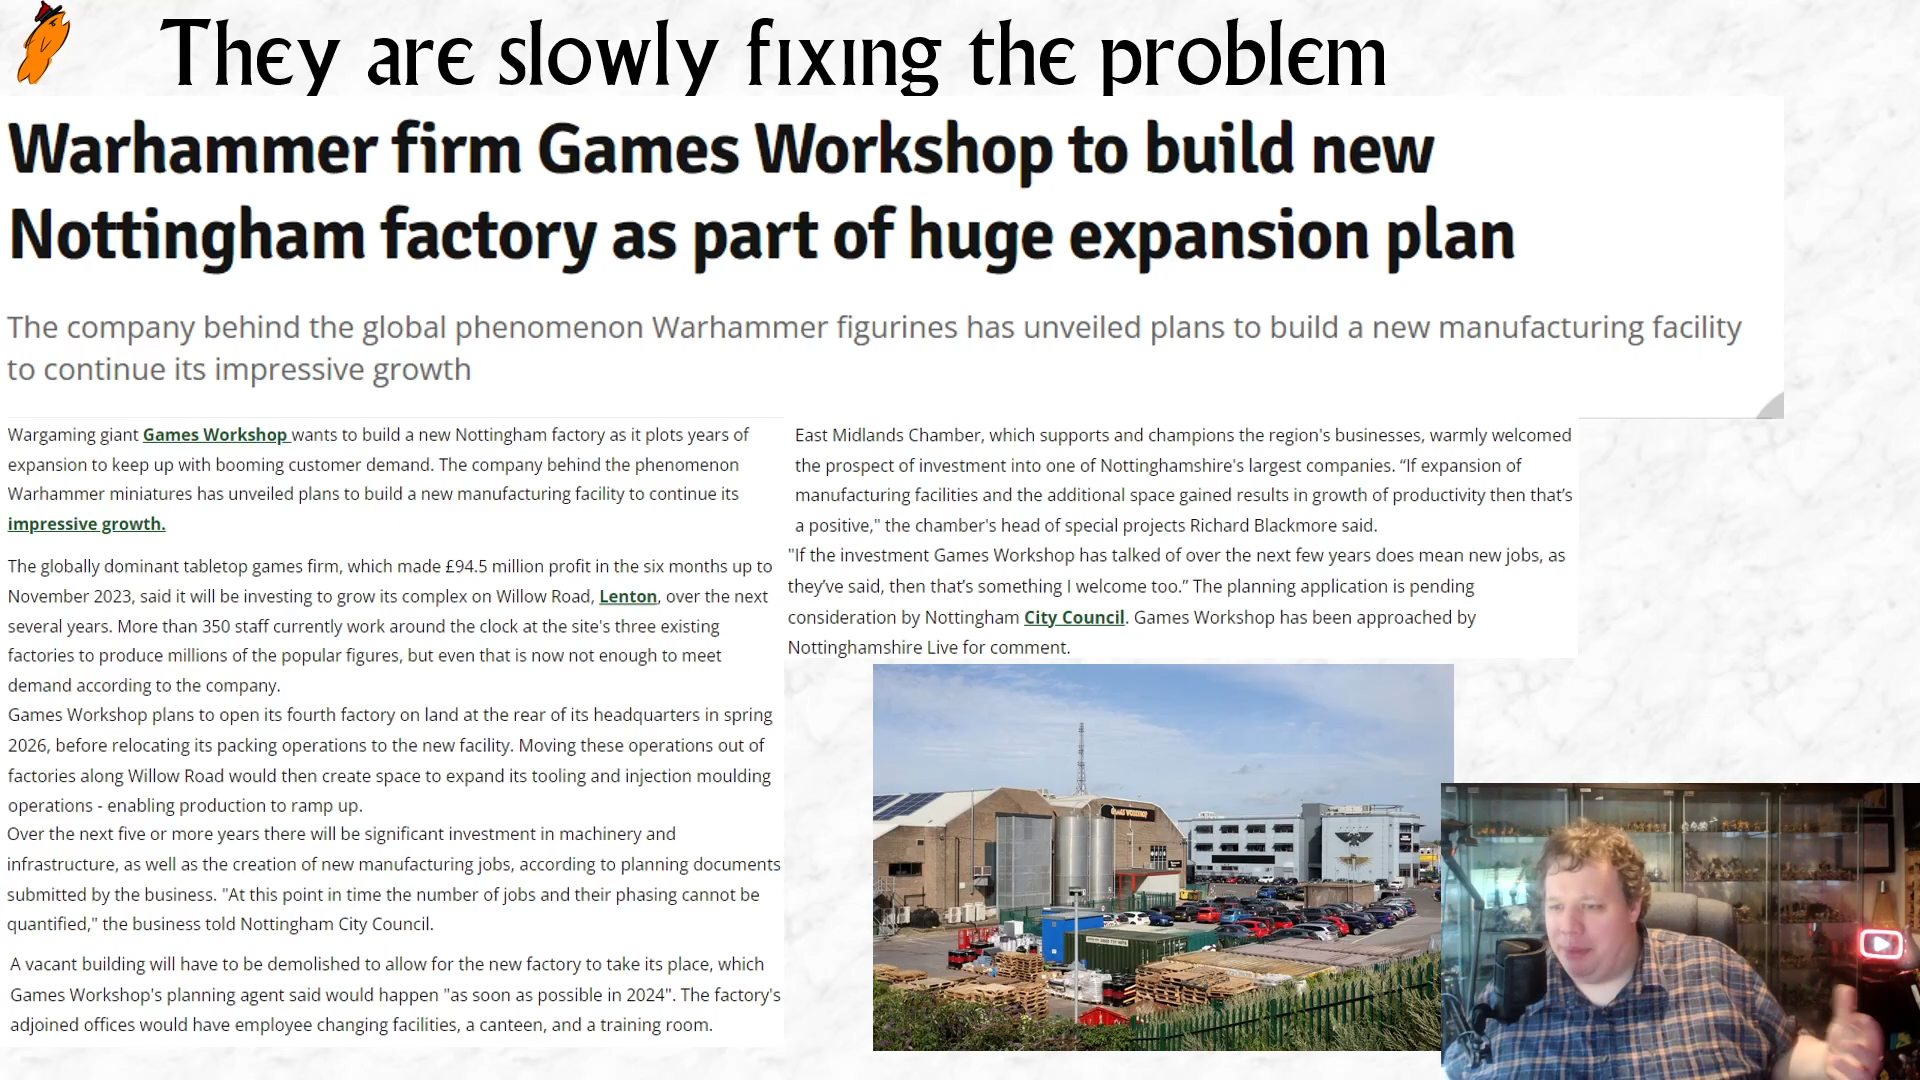 They are slowly fixing the problem
Warhammer firm Games Workshop to build new
Nottingham factory as part of huge expansion plan
The company behind the global phenomenon Warhammer figurines has unveiled plans to build a new manufacturing facility
to continue its impressive growth
Wargaming giant Games Workshop wants to build a new Nottingham factory as it plots years of
expansion to keep up with booming customer demand. The company behind the phenomenon
Warhammer miniatures has unveiled plans to build a new manufacturing facility to continue its
impressive growth.
The globally dominant tabletop games firm, which made £94.5 million profit in the six months up to
November 2023, said it will be investing to grow its complex on Willow Road, Lenton, over the next
several years. More than 350 staff currently work around the clock at the site's three existing
factories to produce millions of the popular figures, but even that is now not enough to meet
demand according to the company.
Games Workshop plans to open its fourth factory on land at the rear of its headquarters in spring
2026, before relocating its packing operations to the new facility. Moving these operations out of
factories along Willow Road would then create space to expand its tooling and injection moulding
operations - enabling production to ramp up.
Over the next five or more years there will be significant investment in machinery and
infrastructure, as well as the creation of new manufacturing jobs, according to planning documents
submitted by the business. "At this point in time the number of jobs and their phasing cannot be
quantified," the business told Nottingham City Council.
A vacant building will have to be demolished to allow for the new factory to take its place, which
Games Workshop's planning agent said would happen "as soon as possible in 2024". The factory's
adjoined offices would have employee changing facilities, a canteen, and a training room.
East Midlands Chamber, which supports and champions the region's businesses, warmly welcomed
the prospect of investment into one of Nottinghamshire's largest companies. “If expansion of
manufacturing facilities and the additional space gained results in growth of productivity then that’s
a positive," the chamber's head of special projects Richard Blackmore said.
"If the investment Games Workshop has talked of over the next few years does mean new jobs, as
they’ve said, then that’s something I welcome too.” The planning application is pending
consideration by Nottingham City Council. Games Workshop has been approached by
Nottinghamshire Live for comment.
GAMES WORKSHOP